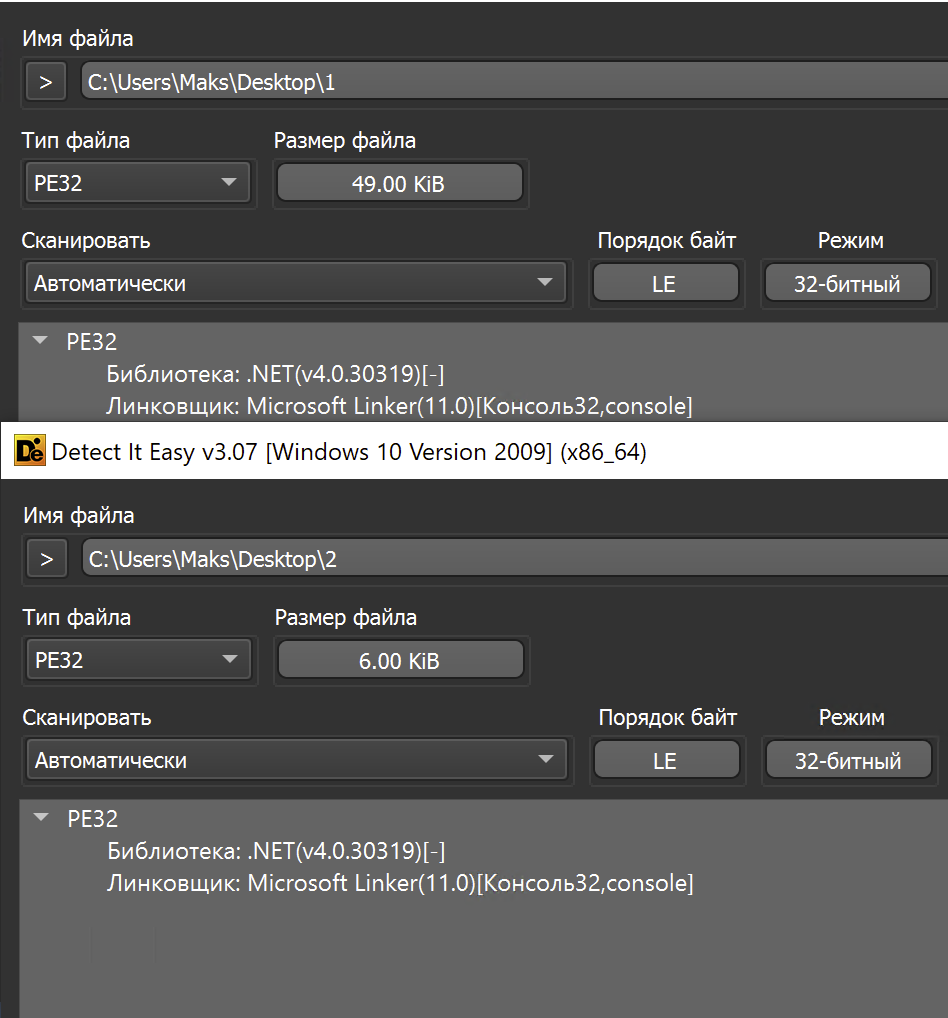 Имя файла
> C:\Users\Maks\Desktop\1
Тип файла Размер файла
PE32 49.00 KiB
Сканировать Порядок байт Режим
Автоматически LE 32-битный
PE32
Библиотека: .NET(v4.0.30319)[-]
Линковщик: Microsoft Linker(11.0)[Консоль32,console]
De Detect It Easy v3.07 [Windows 10 Version 2009] (x86_64)
Имя файла
> C:\Users\Maks\Desktop\2
Тип файла Размер файла
PE32 6.00 KiB
Сканировать Порядок байт Режим
Автоматически LE 32-битный
PE32
Библиотека: .NET(v4.0.30319)[-]
Линковщик: Microsoft Linker(11.0)[Консоль32,console]